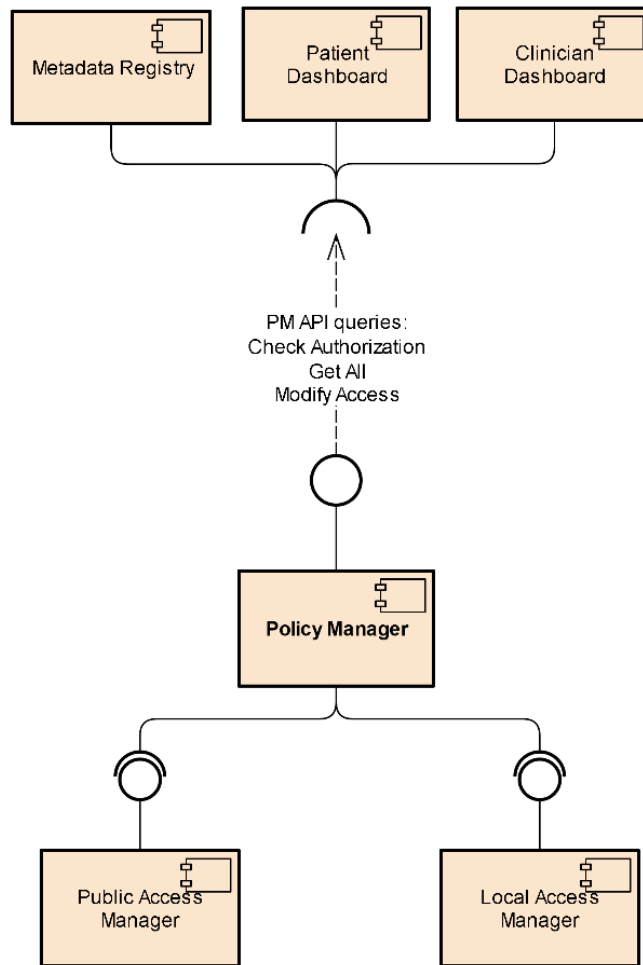 Metadata Registry
Patient
Dashboard
Clinician
Dashboard
PM API queries:
Check Authorization
Get All
Modify Access
Policy Manager
Public Access
Manager
Local Access
Manager